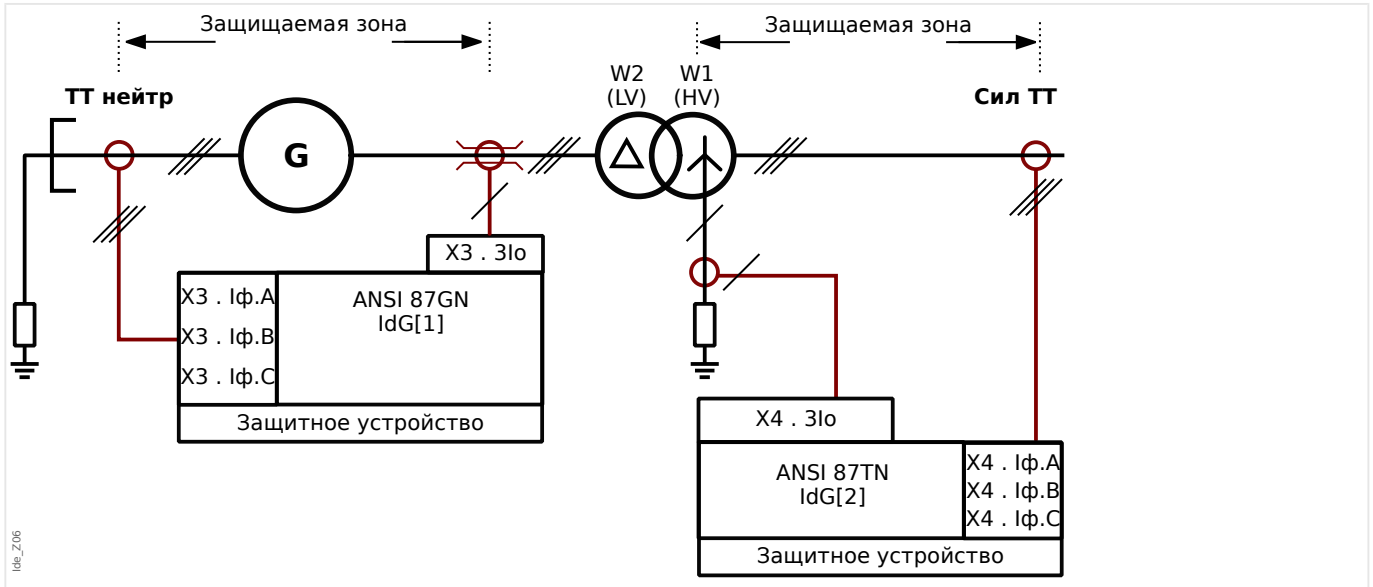 Защищаемая зона
Защищаемая зона
W2
(LV)
W1
(HV)
ТТ нейтр
Сил ТТ
G
X3 . 3Iо
X3 . Iф.A
X3 . Iф.B
X3 . Iф.C
ANSI 87GN
IdG[1]
Защитное устройство
X4 . 3Iо
ANSI 87TN
IdG[2]
X4 . Iф.A
X4 . Iф.B
X4 . Iф.C
Защитное устройство
Ide_Z06